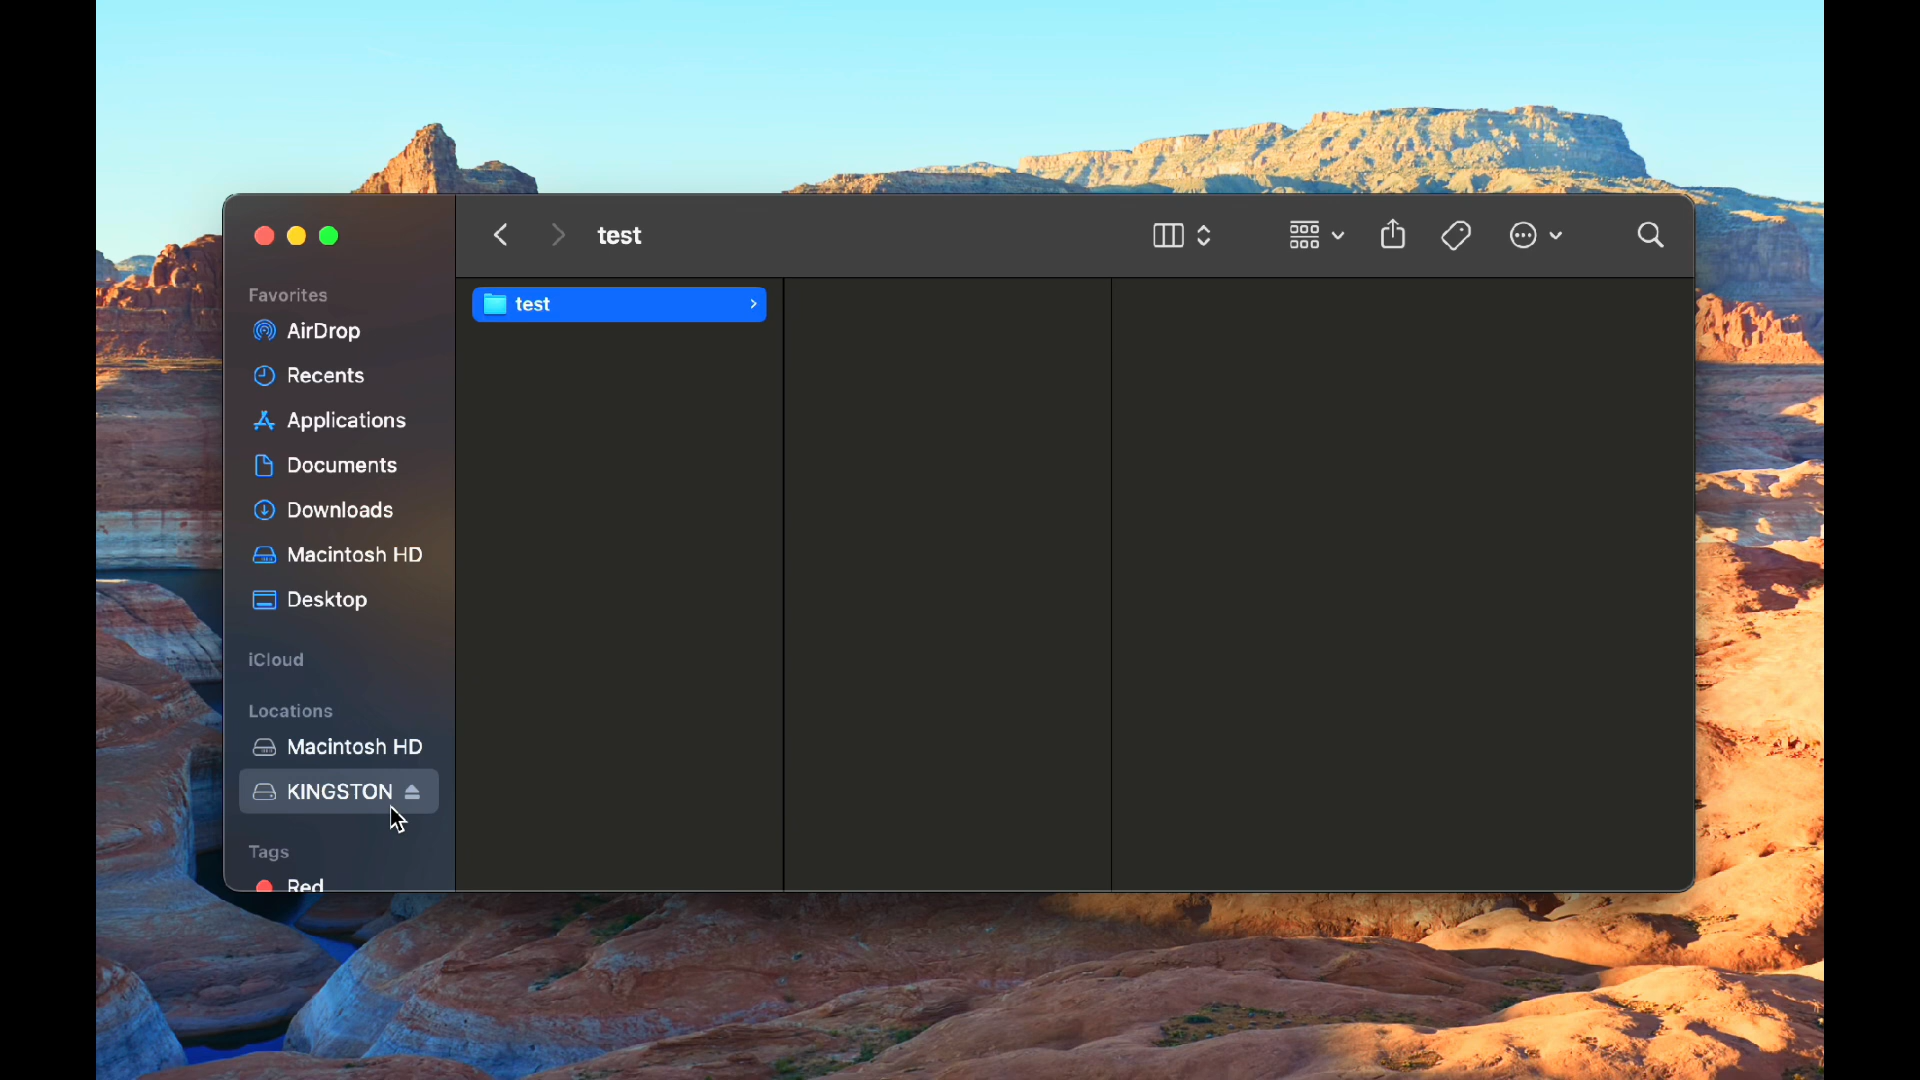 test
Favorites
AirDrop
Recents
Applications
Documents
Downloads
Macintosh HD
Desktop
iCloud
Locations
Macintosh HD
KINGSTON
Tags
Red
test